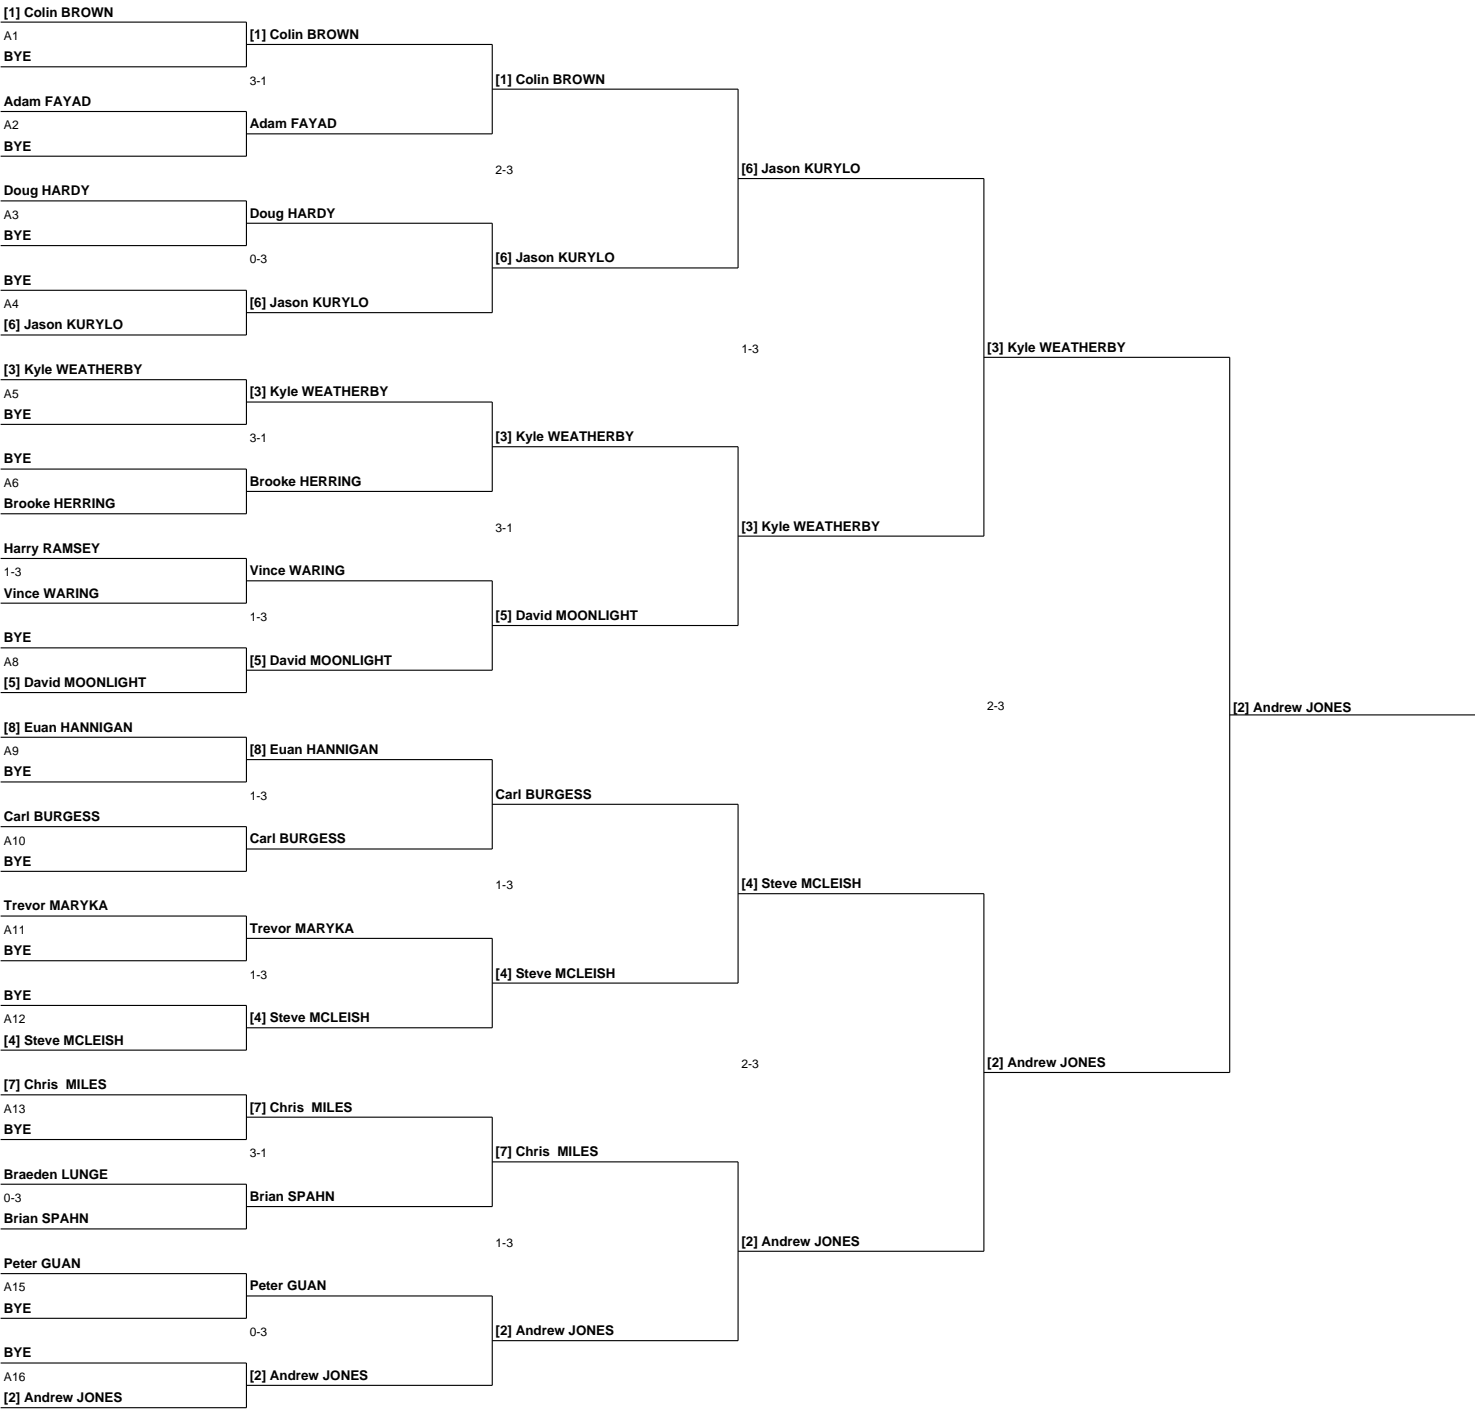 [1] Colin BROWN
A1
BYE
Adam FAYAD
A2
BYE
Doug HARDY
A3
BYE
BYE
A4
[6] Jason KURYLO
[3] Kyle WEATHERBY
A5
BYE
BYE
A6
Brooke HERRING
Harry RAMSEY
1-3
Vince WARING
BYE
A8
[5] David MOONLIGHT
[8] Euan HANNIGAN
A9
BYE
Carl BURGESS
A10
BYE
Trevor MARYKA
A11
BYE
BYE
A12
[4] Steve MCLEISH
[7] Chris  MILES
A13
BYE
Braeden LUNGE
0-3
Brian SPAHN
Peter GUAN
A15
BYE
BYE
A16
[2] Andrew JONES
[1] Colin BROWN
3-1
Adam FAYAD
Doug HARDY
0-3
[6] Jason KURYLO
[3] Kyle WEATHERBY
3-1
Brooke HERRING
Vince WARING
1-3
[5] David MOONLIGHT
[8] Euan HANNIGAN
1-3
Carl BURGESS
Trevor MARYKA
1-3
[4] Steve MCLEISH
[7] Chris  MILES
3-1
Brian SPAHN
Peter GUAN
0-3
[2] Andrew JONES
[1] Colin BROWN
2-3
[6] Jason KURYLO
[3] Kyle WEATHERBY
3-1
[5] David MOONLIGHT
Carl BURGESS
1-3
[4] Steve MCLEISH
[7] Chris  MILES
1-3
[2] Andrew JONES
[6] Jason KURYLO
1-3
[3] Kyle WEATHERBY
[4] Steve MCLEISH
2-3
[2] Andrew JONES
[3] Kyle WEATHERBY
2-3
[2] Andrew JONES
[2] Andrew JONES